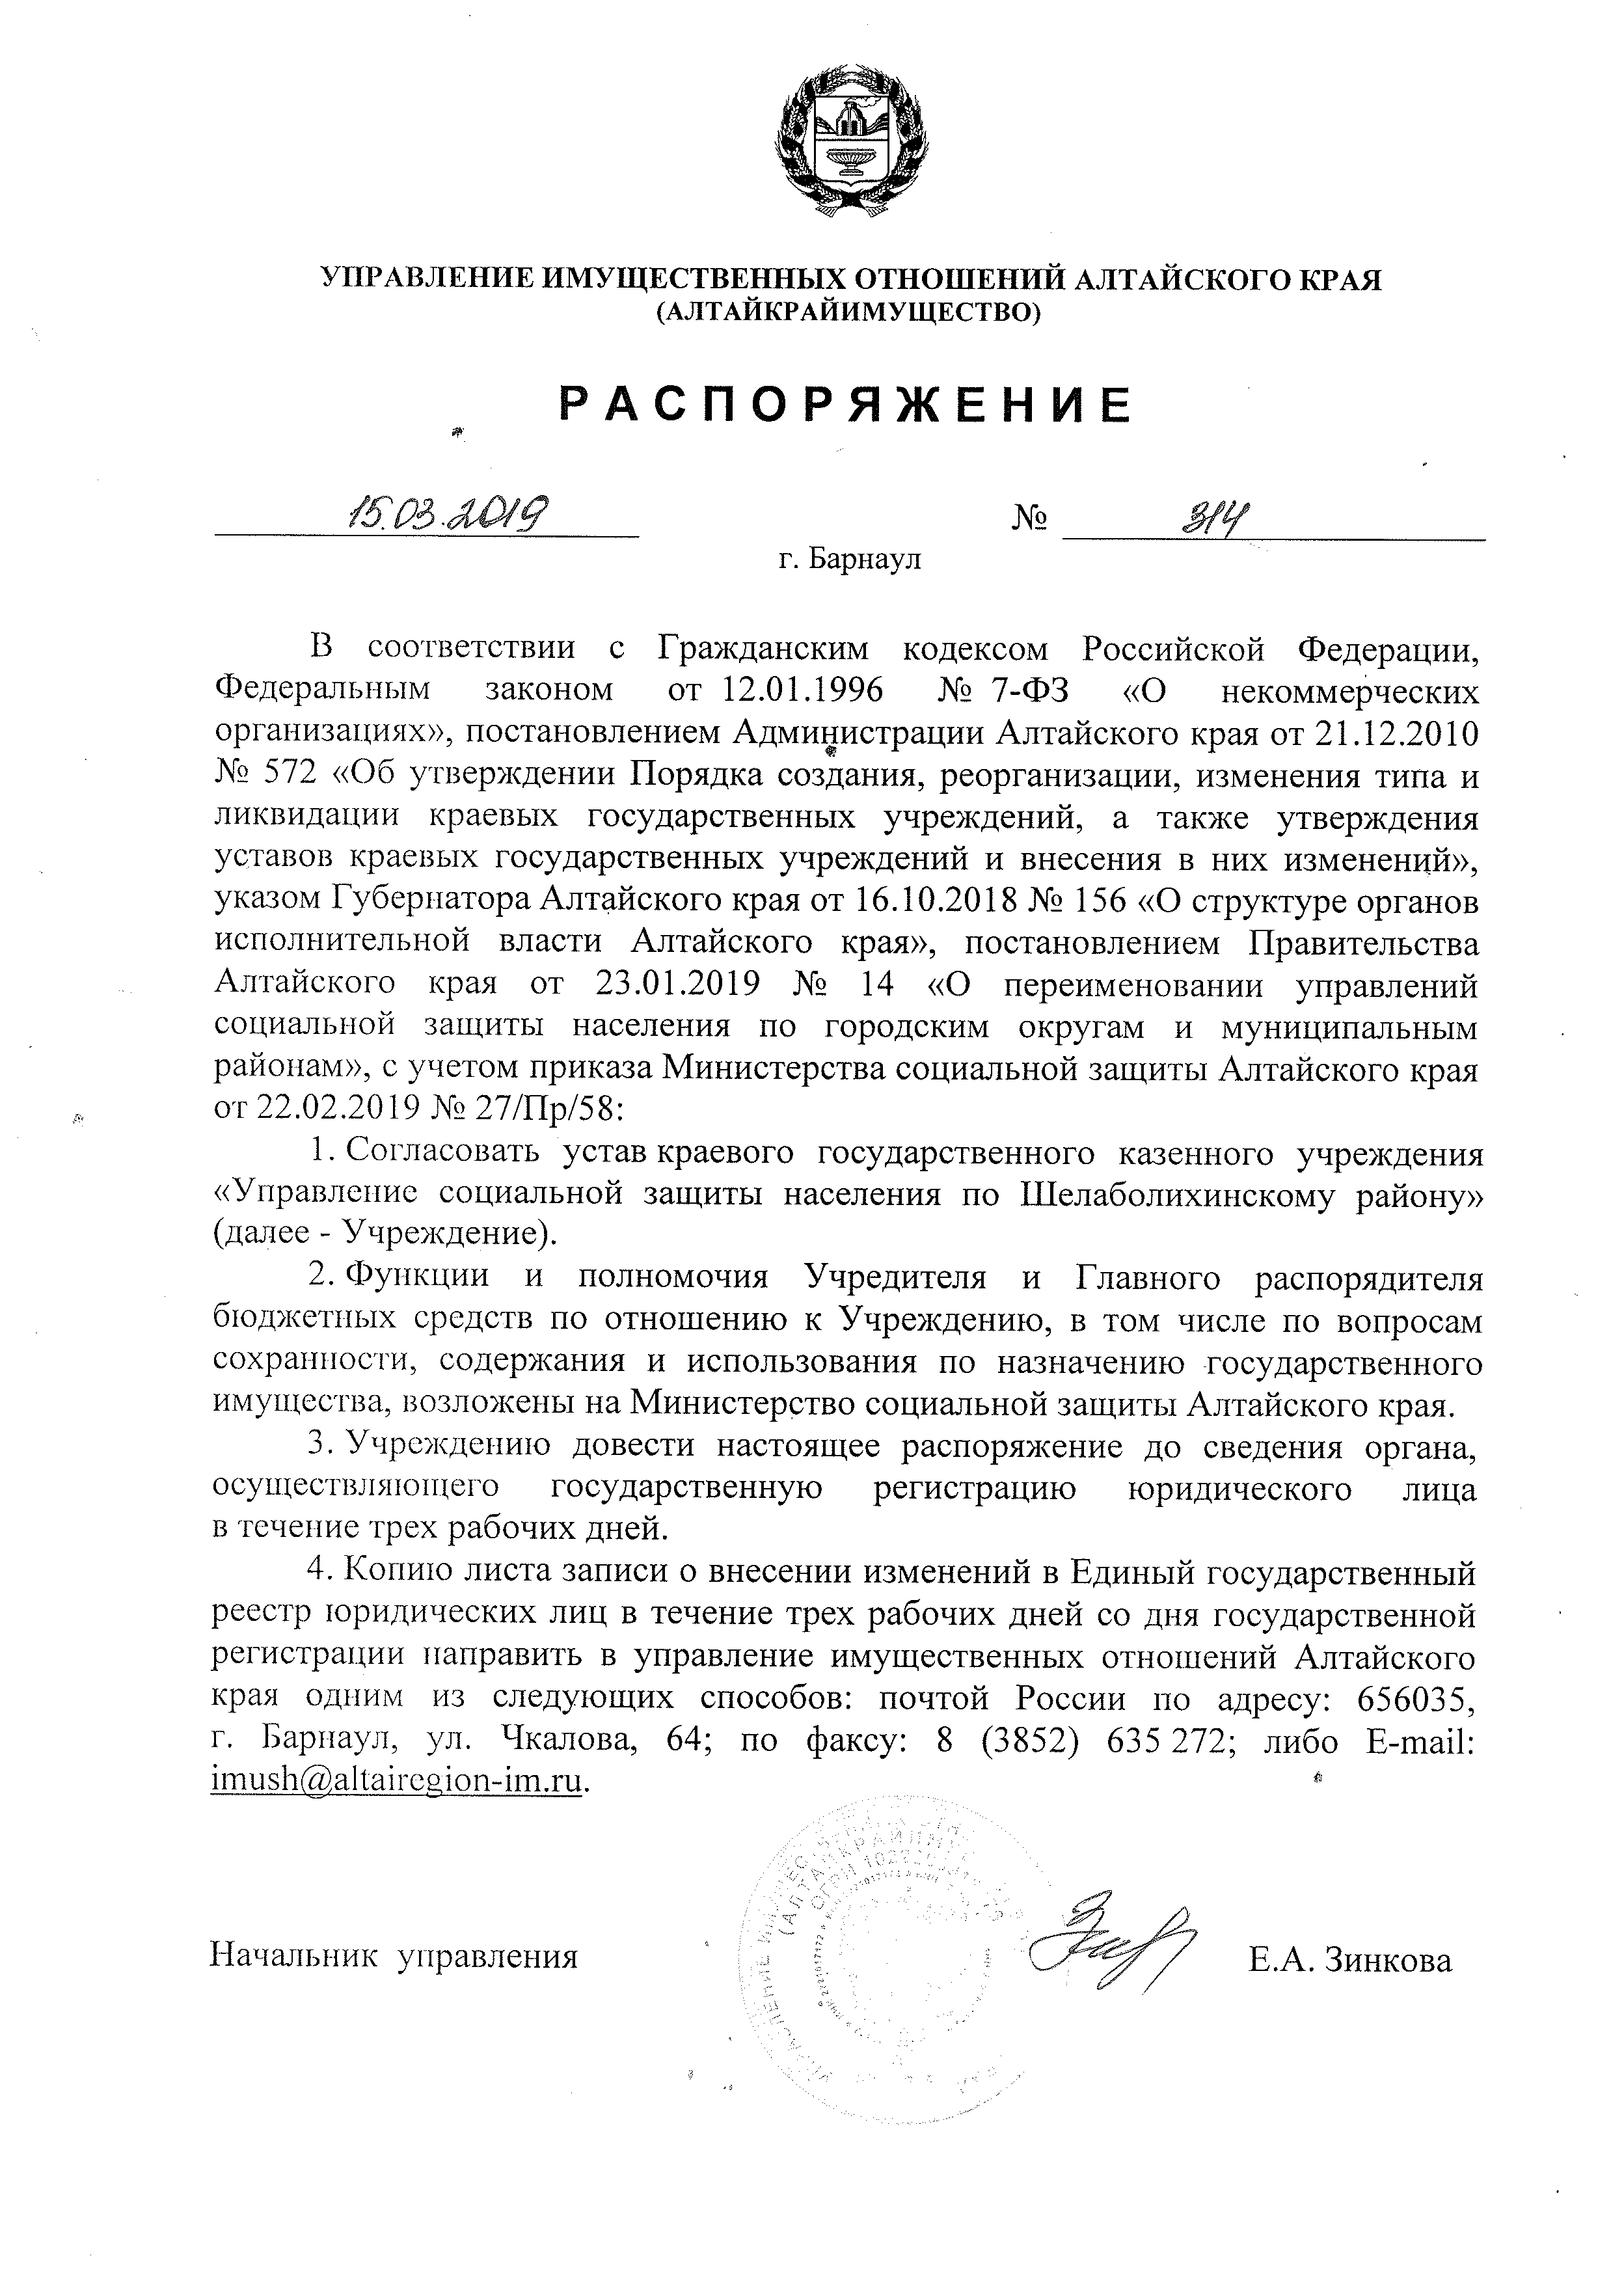 УПРАВЛЕНИЕ ИМУЩЕСТВЕННЫХ ОТНОШЕНИЙ АЛТАЙСКОГО КРАЯ
(АЛТАЙКРАЙИМУЩЕСТВО)
РАСПОРЯЖЕНИЕ
15.03.2019 № 314
г. Барнаул
В соответствии с Гражданским кодексом Российской Федерации,
Федеральным законом от 12.01.1996 № 7-ФЗ «О некоммерческих
организациях», постановлением Администрации Алтайского края от 21.12.2010
№ 572 «Об утверждении Порядка создания, реорганизации, изменения типа и
ликвидации краевых государственных учреждений, а также утверждения
уставов краевых государственных учреждений и внесения в них изменений»,
указом Губернатора Алтайского края от 16.10.2018 № 156 «О структуре органов
исполнительной власти Алтайского края», постановлением Правительства
Алтайского края от 23.01.2019 № 14 «О переименовании управлений
социальной защиты населения по городским округам и муниципальным
районам», с учетом приказа Министерства социальной защиты Алтайского края
от 22.02.2019 № 27/Пр/58:
1. Согласовать устав краевого государственного казенного учреждения
«Управление социальной защиты населения по Шелаболихинскому району»
(далее - Учреждение).
2. Функции и полномочия Учредителя и Главного распорядителя
бюджетных средств по отношению к Учреждению, в том числе по вопросам
сохранности, содержания и использования по назначению государственного
имущества, возложены на Министерство социальной защиты Алтайского края.
3. Учреждению довести настоящее распоряжение до сведения органа,
осуществляющего государственную регистрацию юридического лица
в течение трех рабочих дней.
4. Копию листа записи о внесении изменений в Единый государственный
реестр юридических лиц в течение трех рабочих дней со дня государственной
регистрации направить в управление имущественных отношений Алтайского
края одним из следующих способов: почтой России по адресу: 656035,
г. Барнаул, ул. Чкалова, 64; по факсу: 8 (3852) 635 272; либо E-mail:
imush@altairegion-im.ru.
Начальник управления Е.А. Зинкова